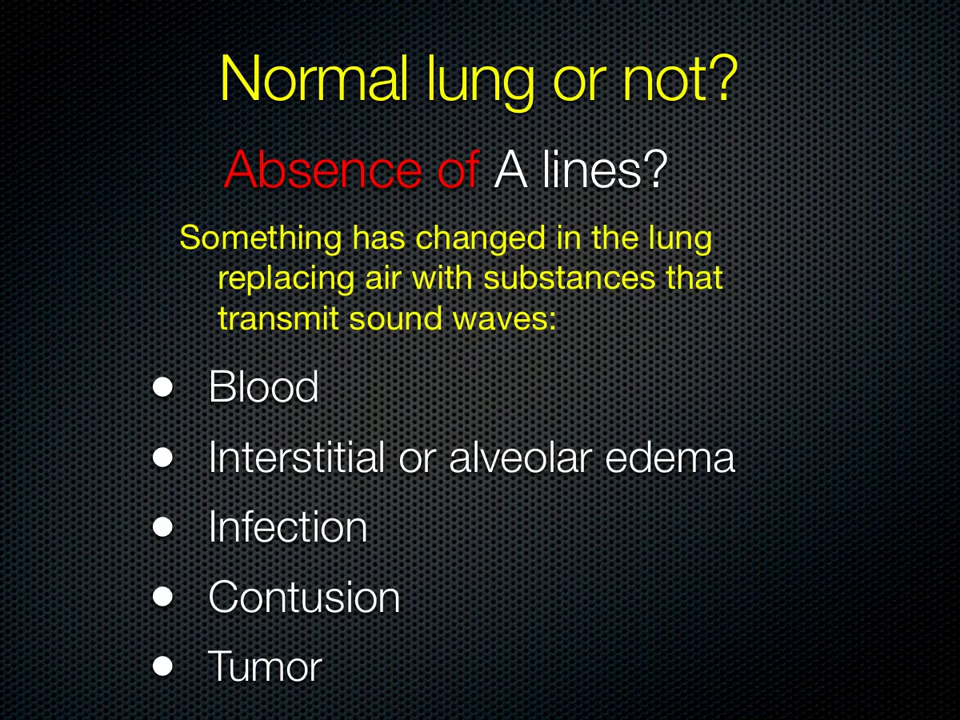 Normal lung or not?
Absence of A lines?
Something has changed in the lung
replacing air with substances that
transmit sound waves:
• Blood
• Interstitial or alveolar edema
• Infection
• Contusion
• Tumor